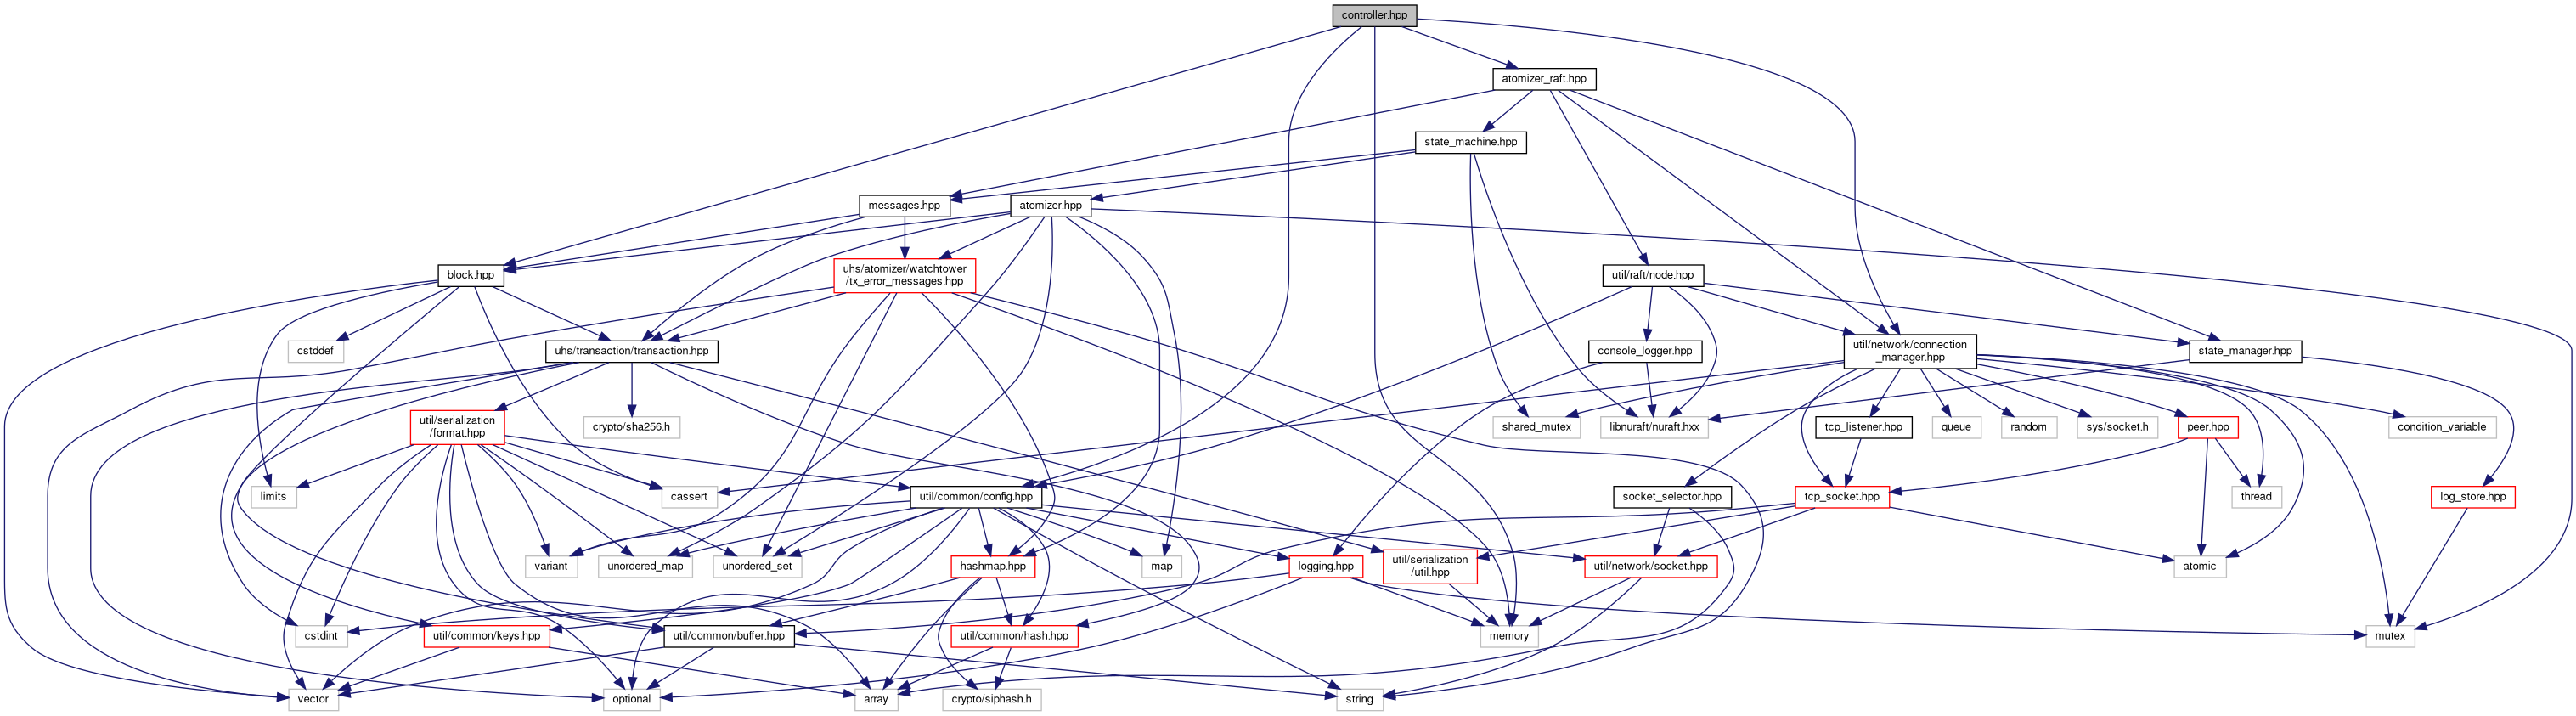 controller.hpp
atomizer_raft.hpp
state_machine.hpp
messages.hpp
atomizer.hpp
block.hpp
uhs/atomizer/watchtower
/tx_error_messages.hpp
util/raft/node.hpp
cstddef
uhs/transaction/transaction.hpp
console_logger.hpp
util/network/connection
_manager.hpp
state_manager.hpp
util/serialization
/format.hpp
crypto/sha256.h
shared_mutex
libnuraft/nuraft.hxx
tcp_listener.hpp
queue
random
sys/socket.h
peer.hpp
condition_variable
limits
cassert
util/common/config.hpp
socket_selector.hpp
tcp_socket.hpp
thread
log_store.hpp
variant
unordered_map
unordered_set
hashmap.hpp
map
logging.hpp
util/serialization
/util.hpp
util/network/socket.hpp
atomic
cstdint
util/common/keys.hpp
util/common/buffer.hpp
util/common/hash.hpp
memory
mutex
vector
optional
array
crypto/siphash.h
string